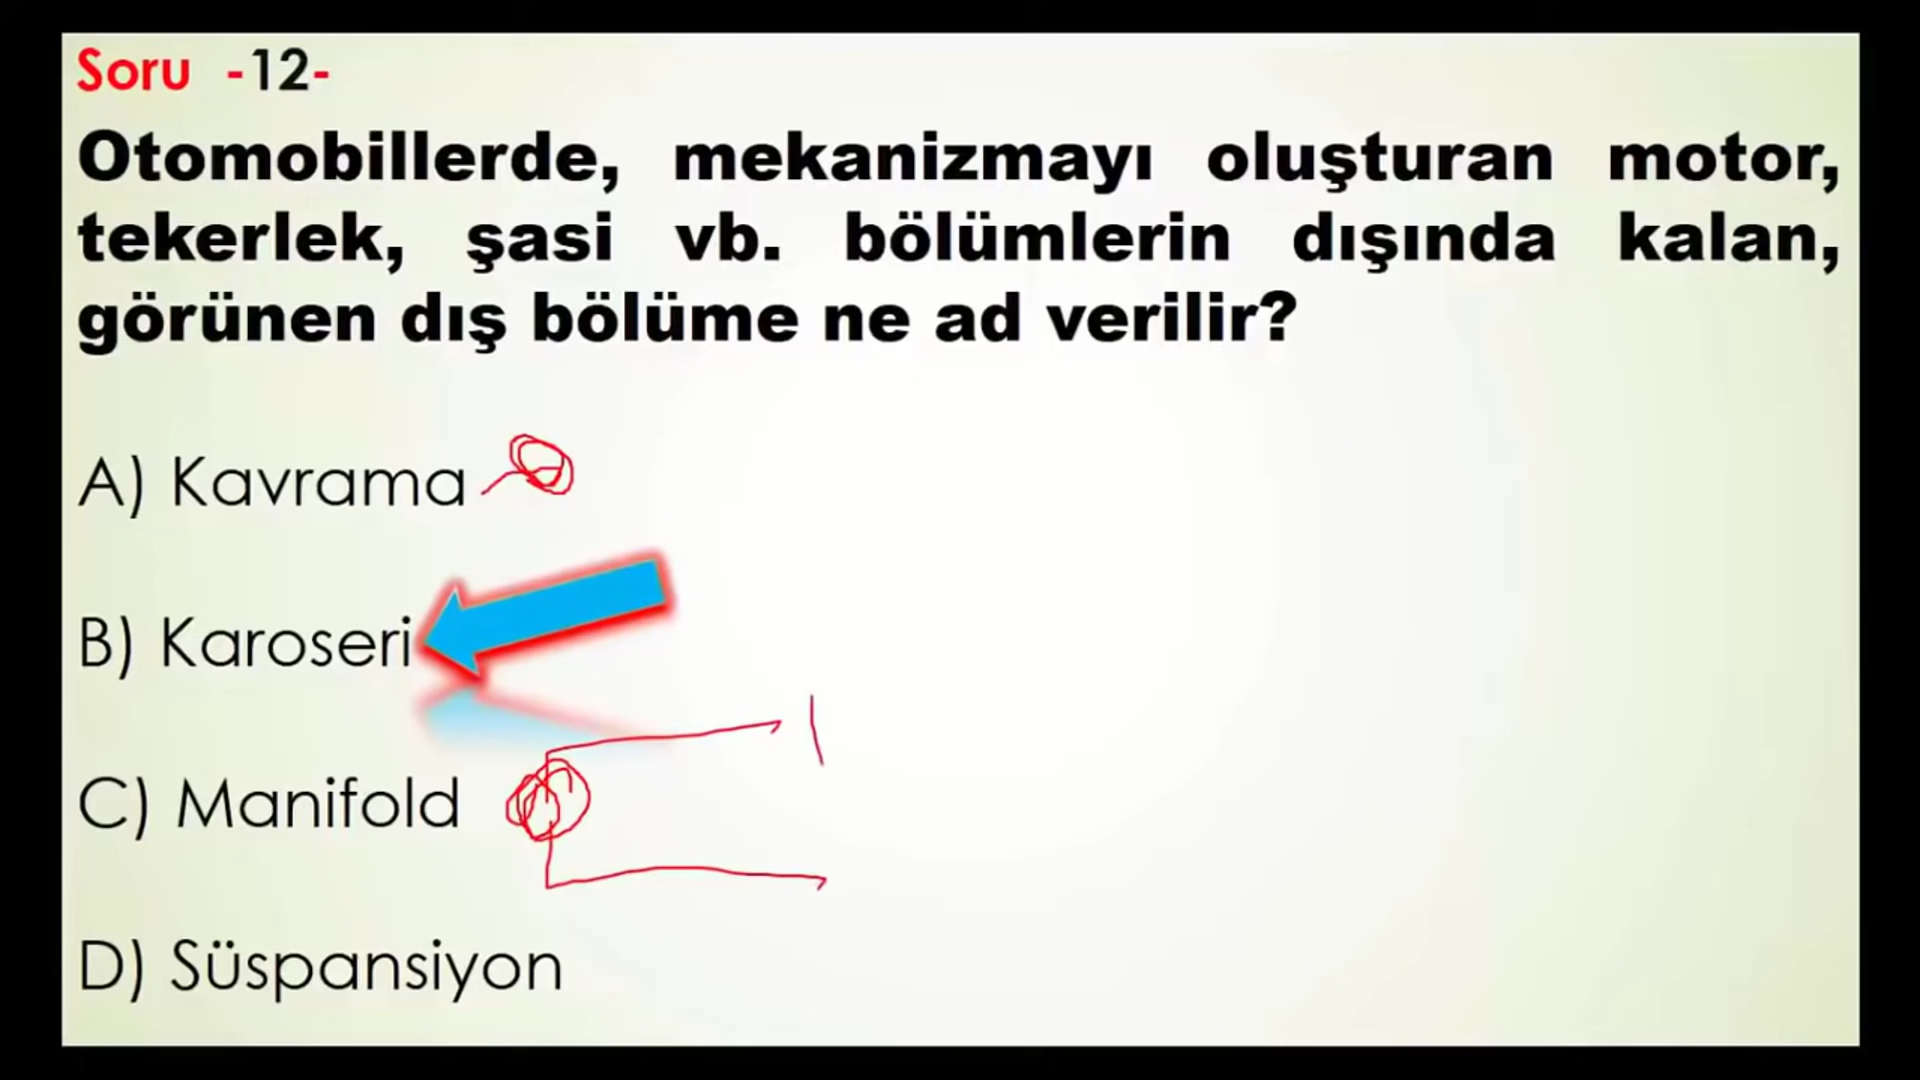 Soru -12-
Otomobillerde, mekanizmayı oluşturan motor,
tekerlek, şasi vb. bölümlerin dışında kalan,
görünen dış bölüme ne ad verilir?
A) Kavrama
B) Karoseri
C) Manifold
D) Süspansiyon